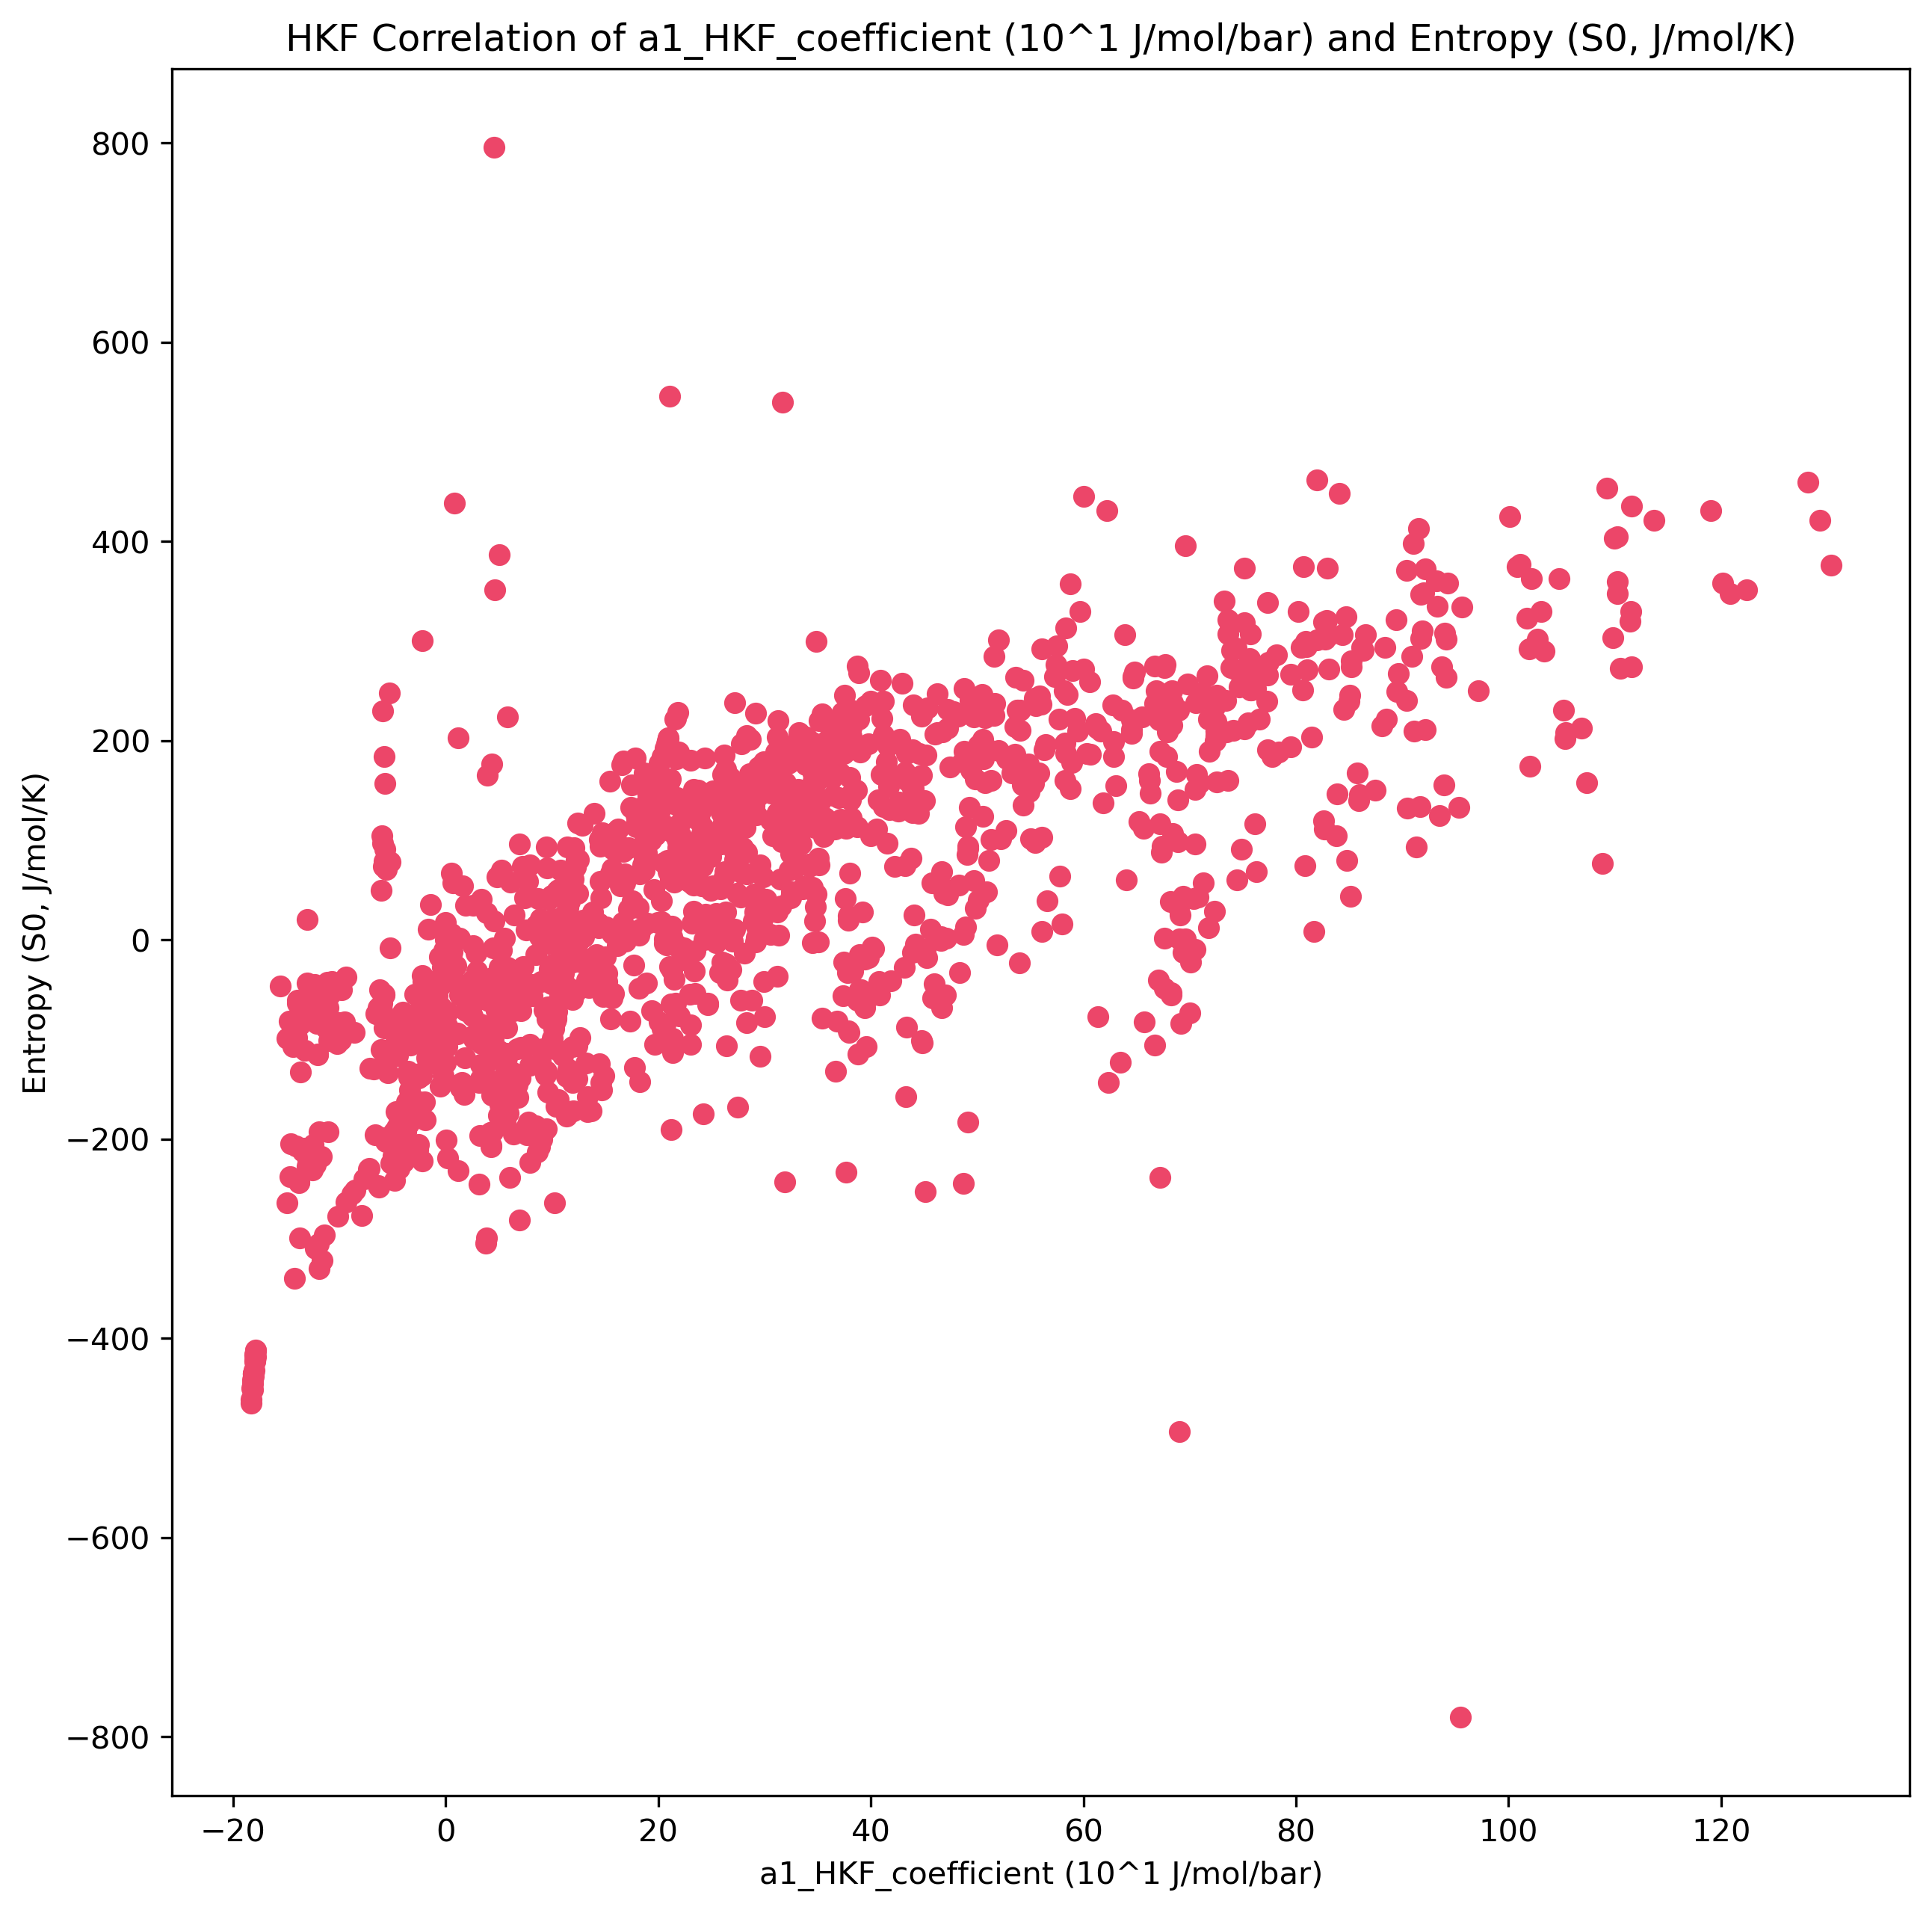 HKF Correlation of a1_HKF_coefficient (10^1 J/mol/bar) and Entropy (S0, J/mol/K)
Entropy (S0, J/mol/K)
800
600
400
200
0
−200
−400
−600
−800
−20 0 20 40 60 80 100 120
a1_HKF_coefficient (10^1 J/mol/bar)